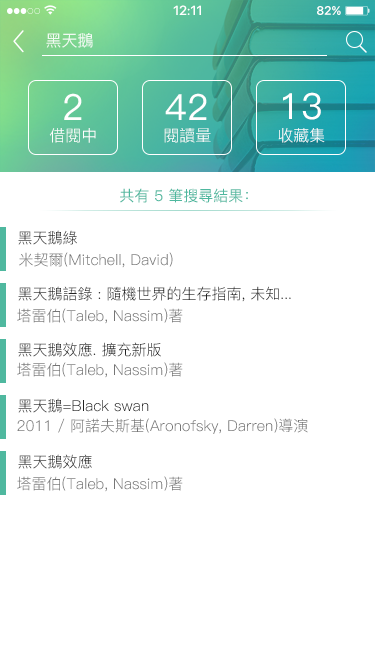 12:11
82%
黑天鵝
2
借閱中
42
閱讀量
13
收藏集
共有 5 筆搜尋結果：
黑天鵝綠
米契爾(Mitchell, David)
黑天鵝語錄：隨機世界的生存指南, 未知...
塔雷伯(Taleb, Nassim)著
黑天鵝效應. 擴充新版
塔雷伯(Taleb, Nassim)著
黑天鵝=Black swan
2011 / 阿諾夫斯基(Aronofsky, Darren)導演
黑天鵝效應
塔雷伯(Taleb, Nassim)著